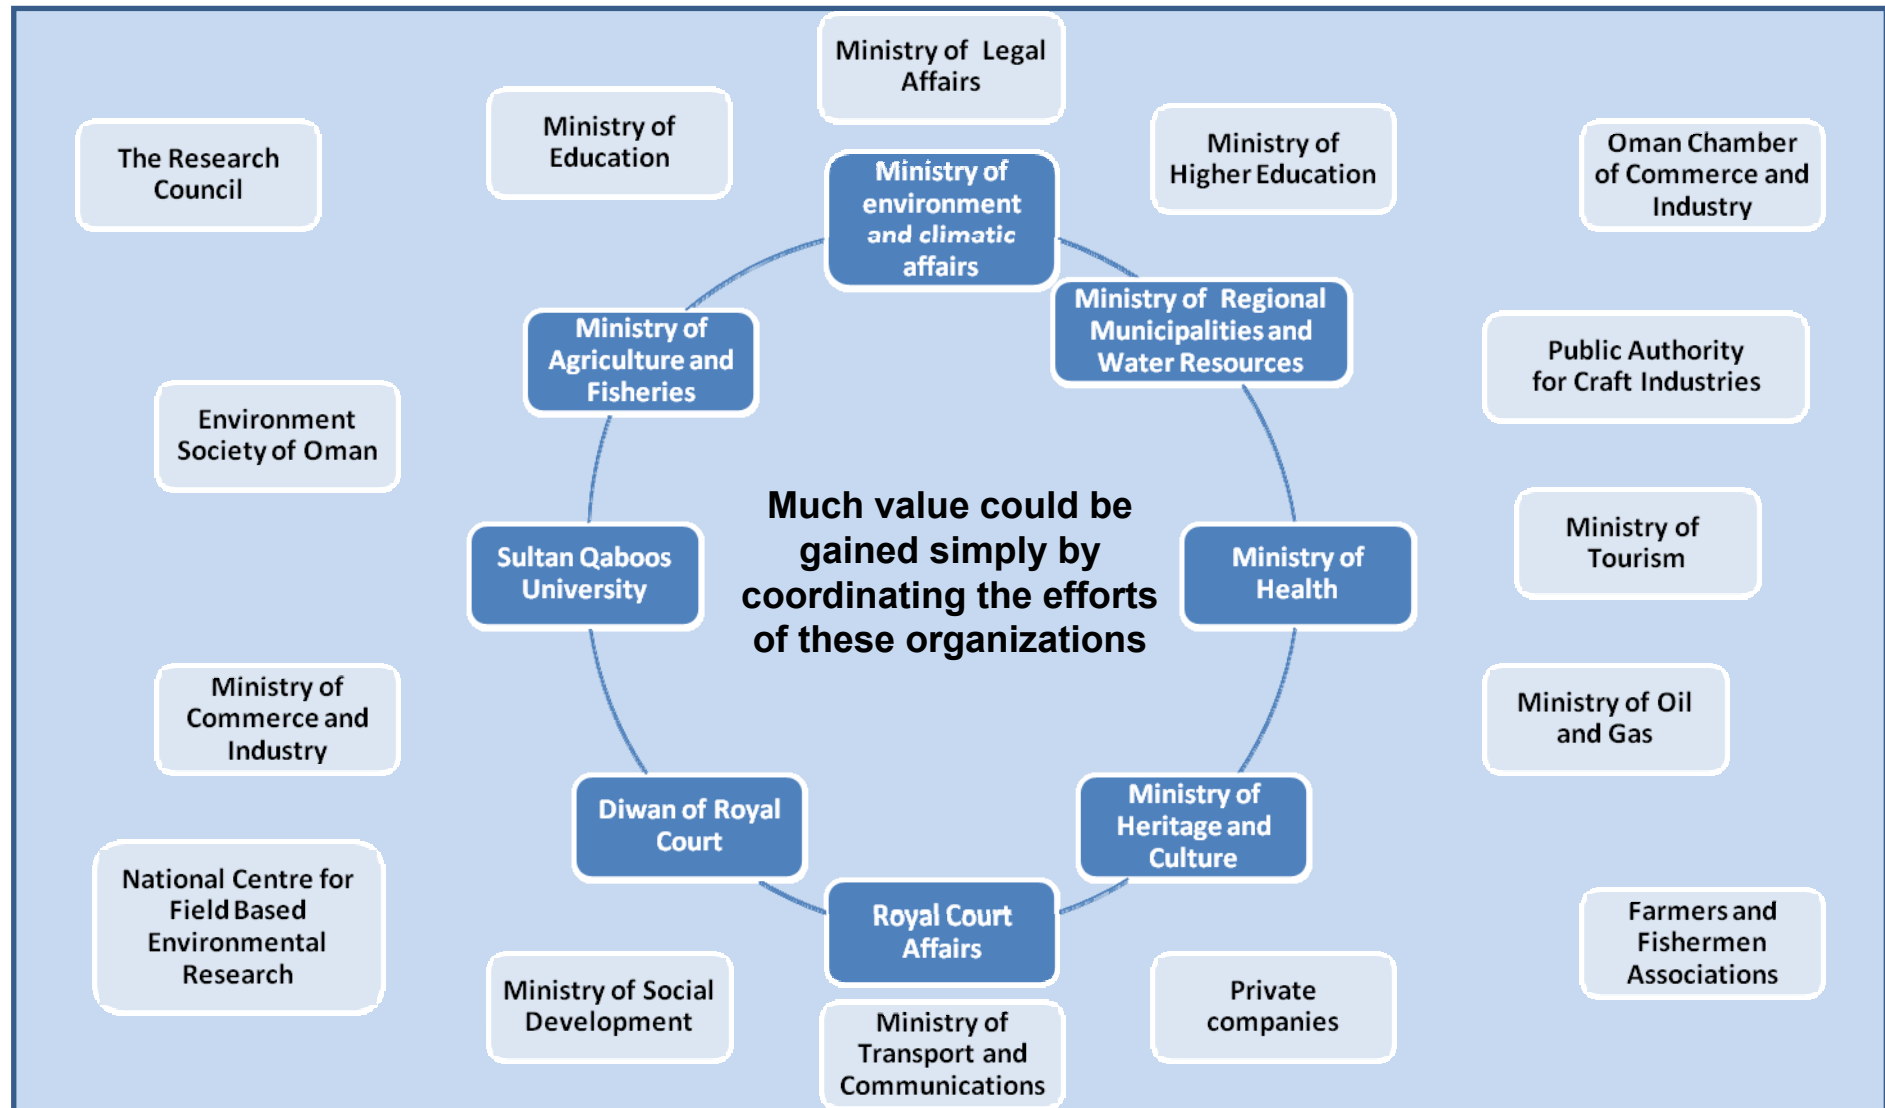 Ministry of Legal
Affairs
Ministry of
Education
Ministry of
Higher Education
The Research
Council
Oman Chamber
of Commerce and
Industry
Ministry of
environment
and climatic
affairs
Ministry of Regional
Municipalities and
Water Resources
Ministry of
Agriculture and
Fisheries
Public Authority
for Craft Industries
Environment
Society of Oman
Much value could be
gained simply by
coordinating the efforts
of these organizations
Sultan Qaboos
University
Ministry of
Health
Ministry of
Tourism
Ministry of
Commerce and
Industry
Ministry of Oil
and Gas
Diwan of Royal
Court
Ministry of
Heritage and
Culture
National Centre for
Field Based
Environmental
Research
Royal Court
Affairs
Farmers and
Fishermen
Associations
Ministry of Social
Development
Ministry of
Transport and
Communications
Private
companies